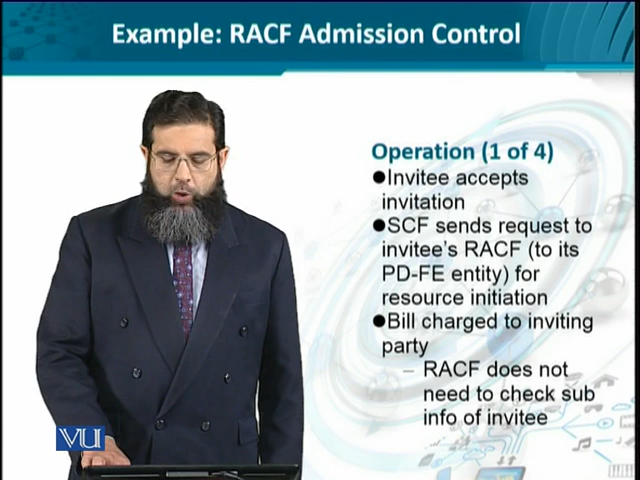 Example: RACF Admission Control
Operation (1 of 4)
●Invitee accepts
invitation
●SCF sends request to
invitee's RACF (to its
PD-FE entity) for
resource initiation
●Bill charged to inviting
party
– RACF does not
need to check sub
info of invitee
VU